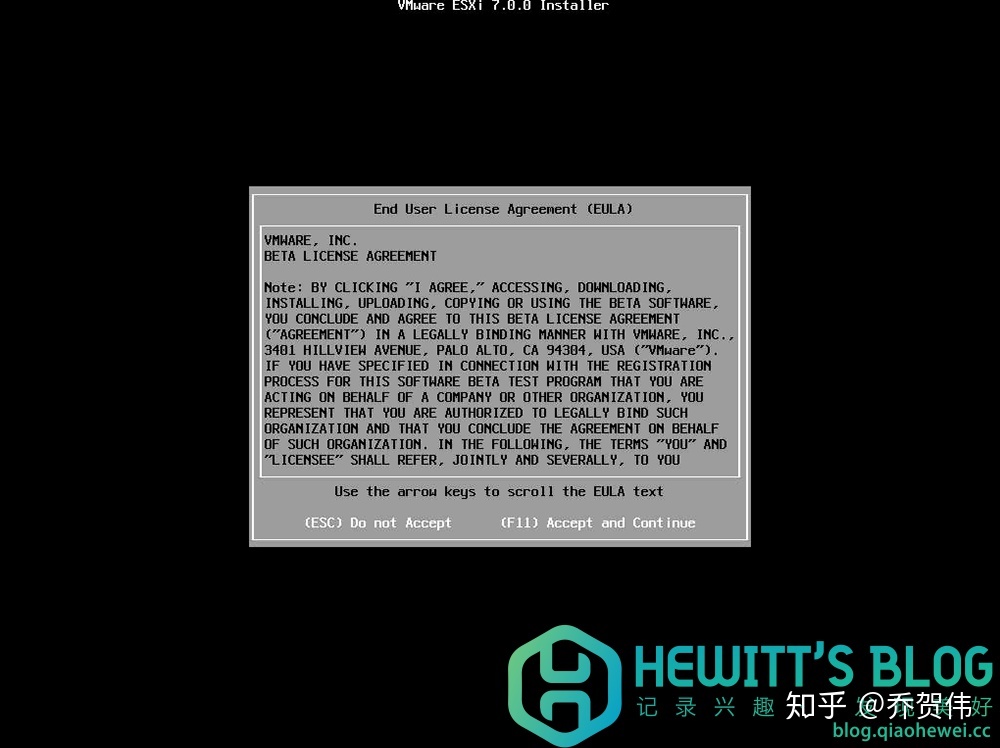 VMware ESXi 7.0.0 Installer
End User License Agreement (EULA)
VMWARE, INC.
BETA LICENSE AGREEMENT
Note: BY CLICKING "I AGREE," ACCESSING, DOWNLOADING,
INSTALLING, UPLOADING, COPYING OR USING THE BETA SOFTWARE,
YOU CONCLUDE AND AGREE TO THIS BETA LICENSE AGREEMENT
("AGREEMENT") IN A LEGALLY BINDING MANNER WITH VMWARE, INC.,
3401 HILLVIEW AVENUE, PALO ALTO, CA 94304, USA ("VMware").
IF YOU HAVE SPECIFIED IN CONNECTION WITH THE REGISTRATION
PROCESS FOR THIS SOFTWARE BETA TEST PROGRAM THAT YOU ARE
ACTING ON BEHALF OF A COMPANY OR OTHER ORGANIZATION, YOU
REPRESENT THAT YOU ARE AUTHORIZED TO LEGALLY BIND SUCH
ORGANIZATION AND THAT YOU CONCLUDE THE AGREEMENT ON BEHALF
OF SUCH ORGANIZATION. IN THE FOLLOWING, THE TERMS "YOU" AND
"LICENSEE" SHALL REFER, JOINTLY AND SEVERALLY, TO YOU
Use the arrow keys to scroll the EULA text
(ESC) Do not Accept (F11) Accept and Continue
HEWITT'S BLOG
记录兴趣 好
知乎 @乔贺伟
blog.qiaohewei.cc